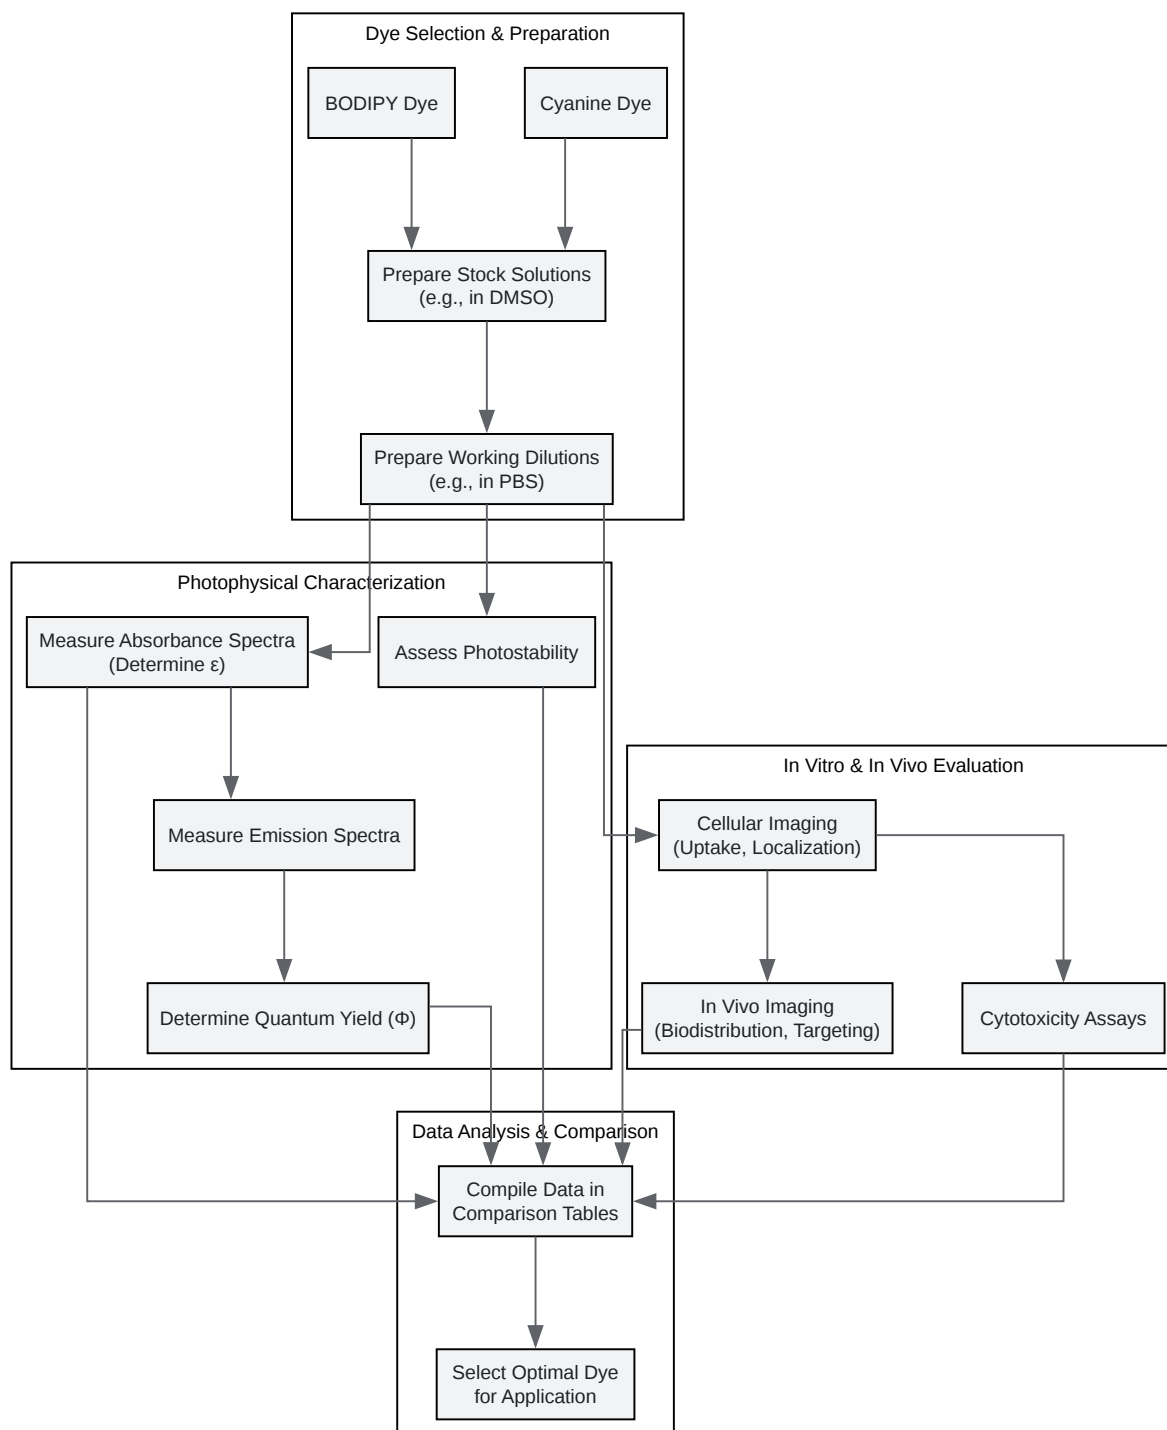 Dye Selection & Preparation
BODIPY Dye
Cyanine Dye
Prepare Stock Solutions
(e.g., in DMSO)
Prepare Working Dilutions
(e.g., in PBS)
Photophysical Characterization
Measure Absorbance Spectra
(Determine ε)
Assess Photostability
In Vitro & In Vivo Evaluation
Measure Emission Spectra
Cellular Imaging
(Uptake, Localization)
Determine Quantum Yield (Φ)
In Vivo Imaging
(Biodistribution, Targeting)
Cytotoxicity Assays
Data Analysis & Comparison
Compile Data in
Comparison Tables
Select Optimal Dye
for Application